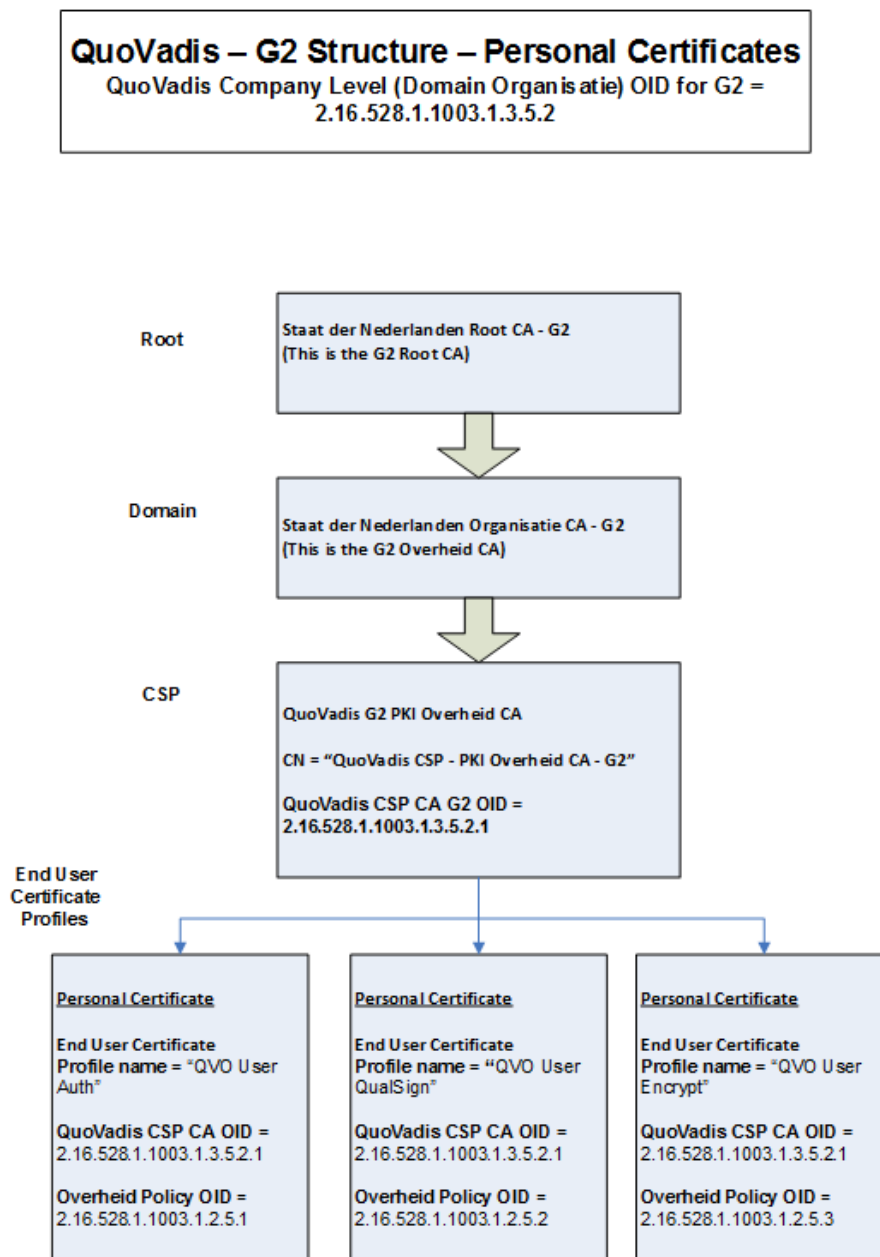 QuoVadis – G2 Structure – Personal Certificates
QuoVadis Company Level (Domain Organisatie) OID for G2 =
2.16.528.1.1003.1.3.5.2
Root
Staat der Nederlanden Root CA - G2
(This is the G2 Root CA)
Domain
Staat der Nederlanden Organisatie CA - G2
(This is the G2 Overheid CA)
CSP
QuoVadis G2 PKI Overheid CA
CN = “QuoVadis CSP - PKI Overheid CA - G2”
QuoVadis CSP CA G2 OID =
2.16.528.1.1003.1.3.5.2.1
End User
Certificate
Profiles
Personal Certificate
End User Certificate
Profile name = “QVO User
Auth”
QuoVadis CSP CA OID =
2.16.528.1.1003.1.3.5.2.1
Overheid Policy OID =
2.16.528.1.1003.1.2.5.1
Personal Certificate
End User Certificate
Profile name = “QVO User
QualSign”
QuoVadis CSP CA OID =
2.16.528.1.1003.1.3.5.2.1
Overheid Policy OID =
2.16.528.1.1003.1.2.5.2
Personal Certificate
End User Certificate
Profile name = “QVO User
Encrypt”
QuoVadis CSP CA OID =
2.16.528.1.1003.1.3.5.2.1
Overheid Policy OID =
2.16.528.1.1003.1.2.5.3